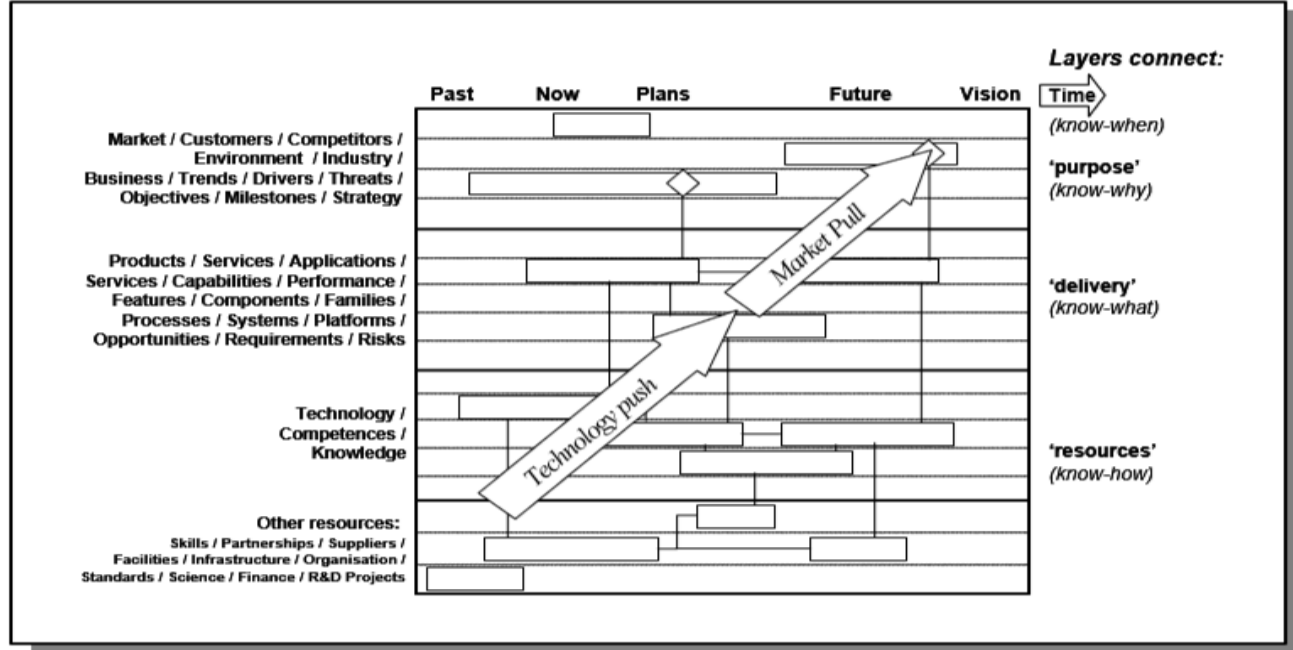 Layers connect:
Past Now Plans Future Vision
Time
(know-when)
Market / Customers / Competitors /
Environment / Industry /
Business / Trends / Drivers / Threats /
Objectives / Milestones / Strategy
'purpose'
(know-why)
Market Pull
Products / Services / Applications /
Services / Capabilities / Performance /
Features / Components / Families /
Processes / Systems / Platforms /
Opportunities / Requirements / Risks
'delivery'
(know-what)
Technology push
Technology /
Competences /
Knowledge
'resources'
(know-how)
Other resources:
Skills / Partnerships / Suppliers /
Facilities / Infrastructure / Organisation /
Standards / Science / Finance / R&D Projects